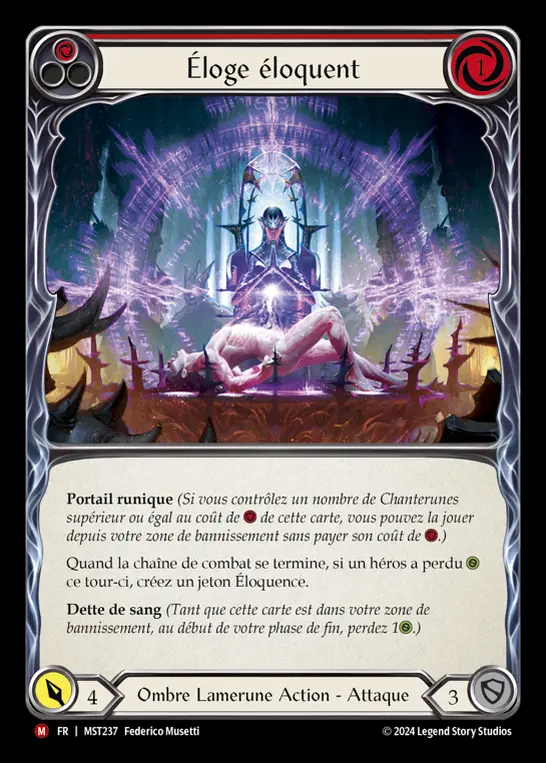 Éloge éloquent
1
Portail runique (Si vous contrôlez un nombre de Chanterunes
supérieur ou égal au coût de de cette carte, vous pouvez la jouer
depuis votre zone de bannissement sans payer son coût de .)
Quand la chaîne de combat se termine, si un héros a perdu
ce tour-ci, créez un jeton Éloquence.
Dette de sang (Tant que cette carte est dans votre zone de
bannissement, au début de votre phase de fin, perdez 1.)
4 Ombre Lamerune Action - Attaque 3
M FR | MST237 Federico Musetti © 2024 Legend Story Studios